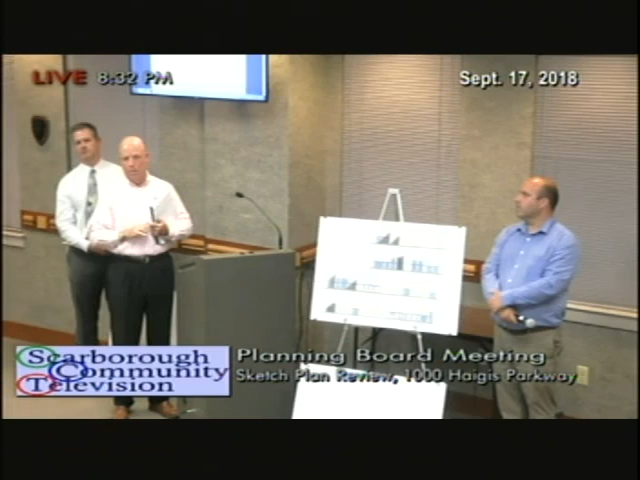 LIVE 8:32 PM
Sept. 17, 2018
Scarborough
Community
Television
Planning Board Meeting
Sketch Plan Review, 1000 Haigis Parkway